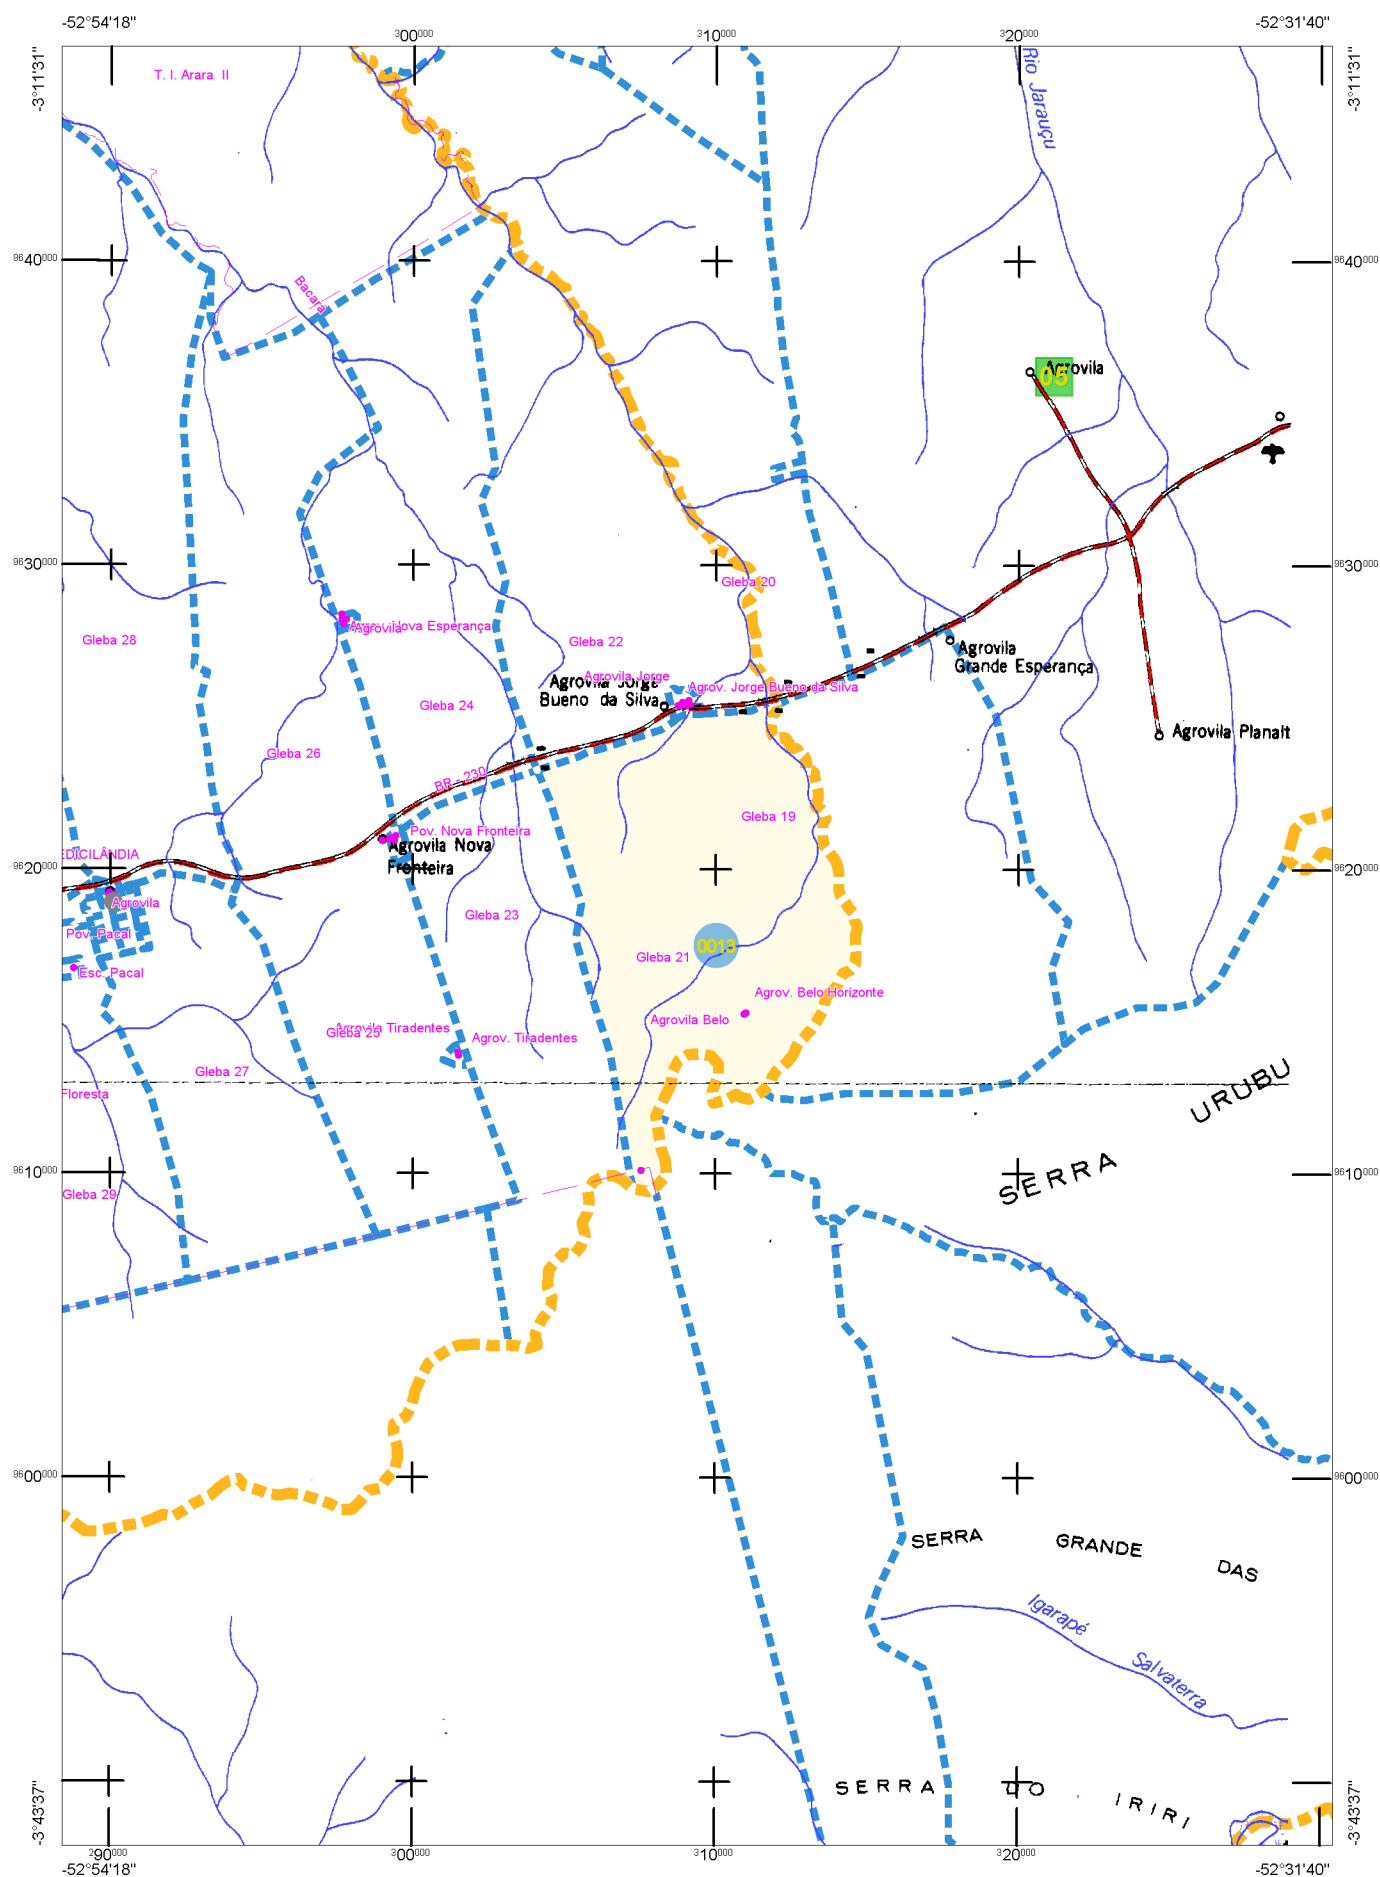 -52°54'18"
-52°31'40"
300000
310000
320000
-3°11'31"
-3°11'31"
T. I. Arara II
Rio Jarauçu
9640000
9640000
Bacara
Agrovila
05
9630000
9630000
Gleba 20
Agrov. Nova Esperança
Agrovila
Gleba 28
Gleba 22
Agrovila
Grande Esperança
Agrovila Jorge
Agrovila Jorge
Bueno da Silva
Agrov. Jorge Bueno da Silva
Gleba 24
Agrovila Planalt
Gleba 26
BR - 230
Gleba 19
Pov. Nova Fronteira
Agrovila Nova
Fronteira
EDICILÂNDIA
9620000
9620000
Agrovila
Gleba 23
Pov. Pacal
0013
Gleba 21
Esc. Pacal
Agrov. Belo Horizonte
Agrovila Belo
Agrovila Tiradentes
Gleba 25
Agrov. Tiradentes
Gleba 27
Floresta
URUBU
SERRA
9610000
9610000
Gleba 29
9600000
9600000
SERRA GRANDE DAS
Igarapé Salvaterra
SERRA DO IRIRI
-3°43'37"
-3°43'37"
290000
300000
310000
320000
-52°54'18"
-52°31'40"